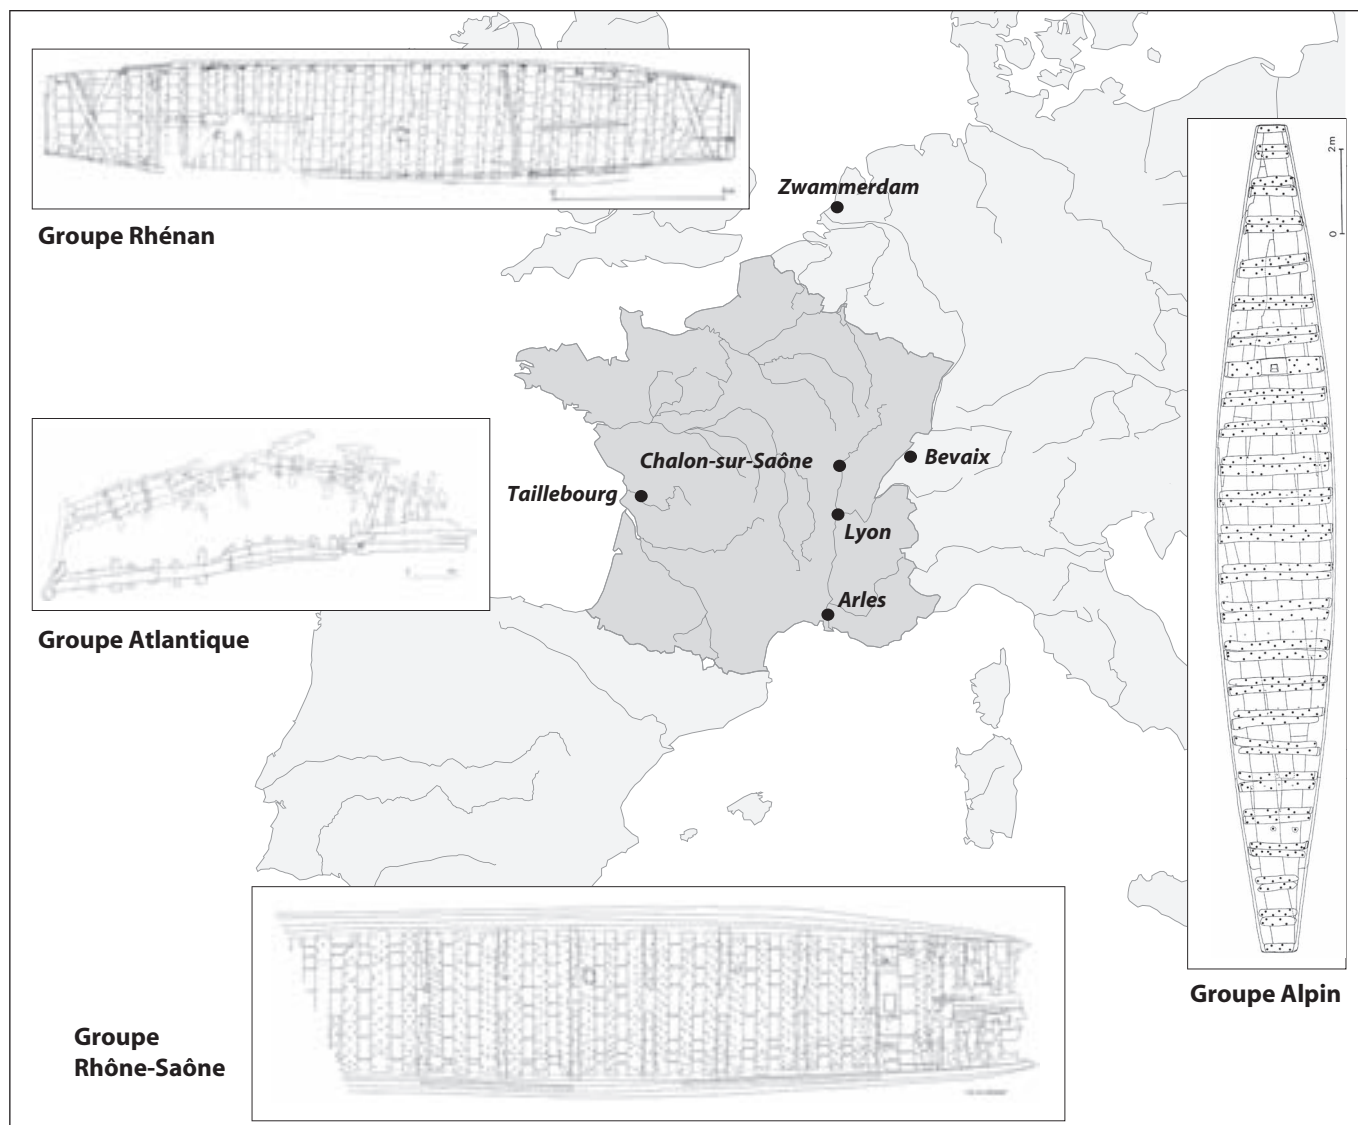 Groupe Rhénan
Zwammerdam
2m
0
Chalon-sur-Saône
Bevaix
Taillebourg
Lyon
Arles
Groupe Atlantique
Groupe Alpin
Groupe
Rhône-Saône